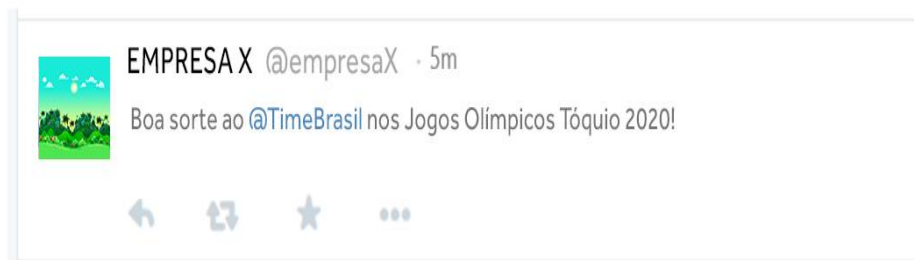 EMPRESA X @empresaX · 5m
Boa sorte ao @TimeBrasil nos Jogos Olímpicos Tóquio 2020!